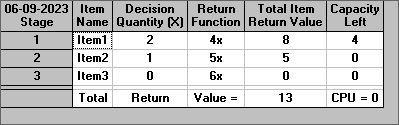 06-09-2023 Item Decision Return Total Item Capacity
Stage Name Quantity (X) Function Return Value Left
1 Item1 2 4x 8 4
2 Item2 1 5x 5 0
3 Item3 0 6x 0 0
Total Return Value = 13 CPU = 0